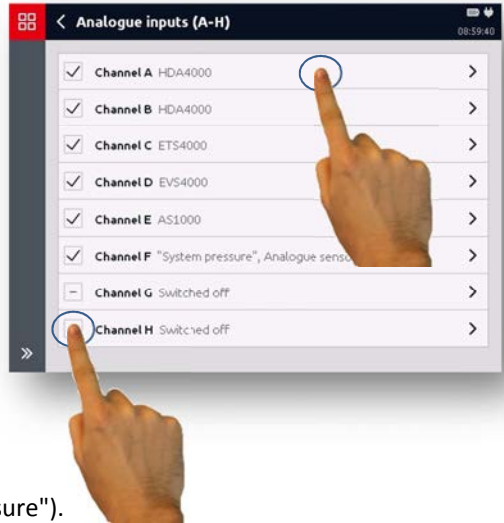 Analogue inputs (A-H)
08:59:40
Channel A HDA4000
Channel B HDA4000
Channel C ETS4000
Channel D EVS4000
Channel E AS1000
Channel F "System pressure", Analogue sens
Channel G Switched off
Channel H Switched off
sure").